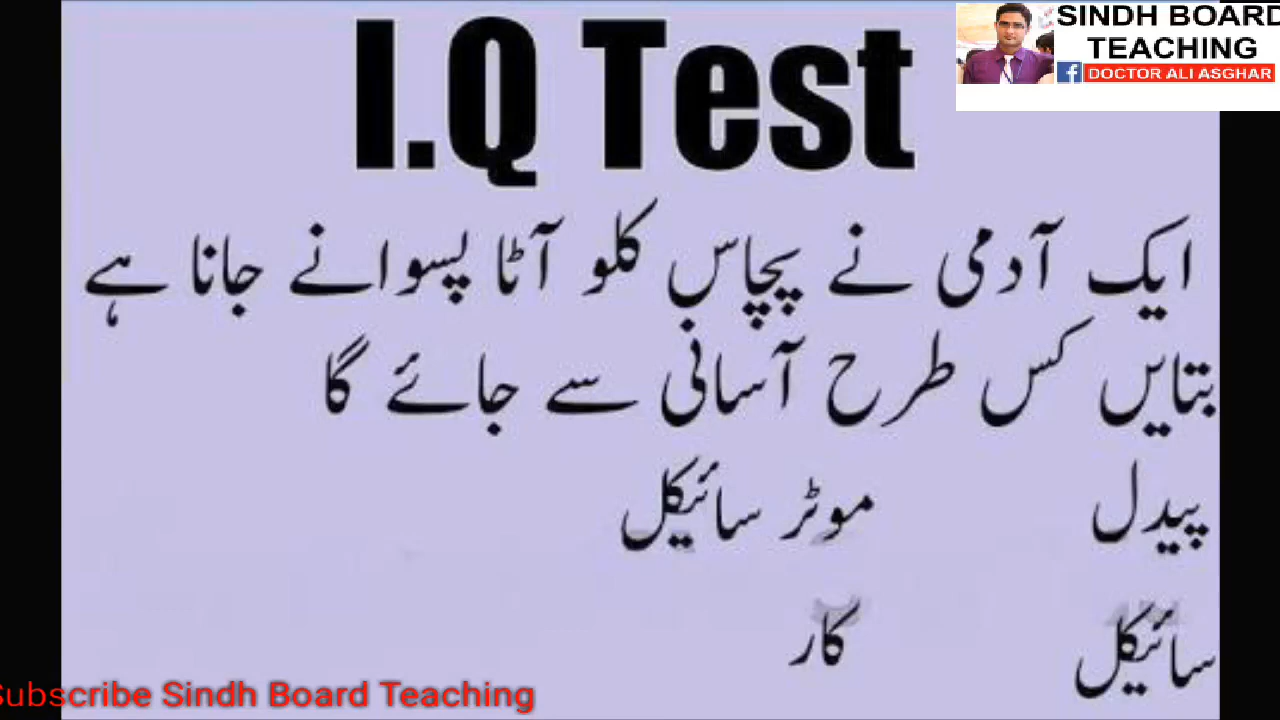 SINDH BOARD
TEACHING
DOCTOR ALI ASGHAR
I.Q Test
ایک آدمی نے پچاس کلو آٹا پسوانے جانا ہے
بتایں کس طرح آسانی سے جائے گا
پیدل موٹر سائیکل
سائیکل کار
Subscribe Sindh Board Teaching